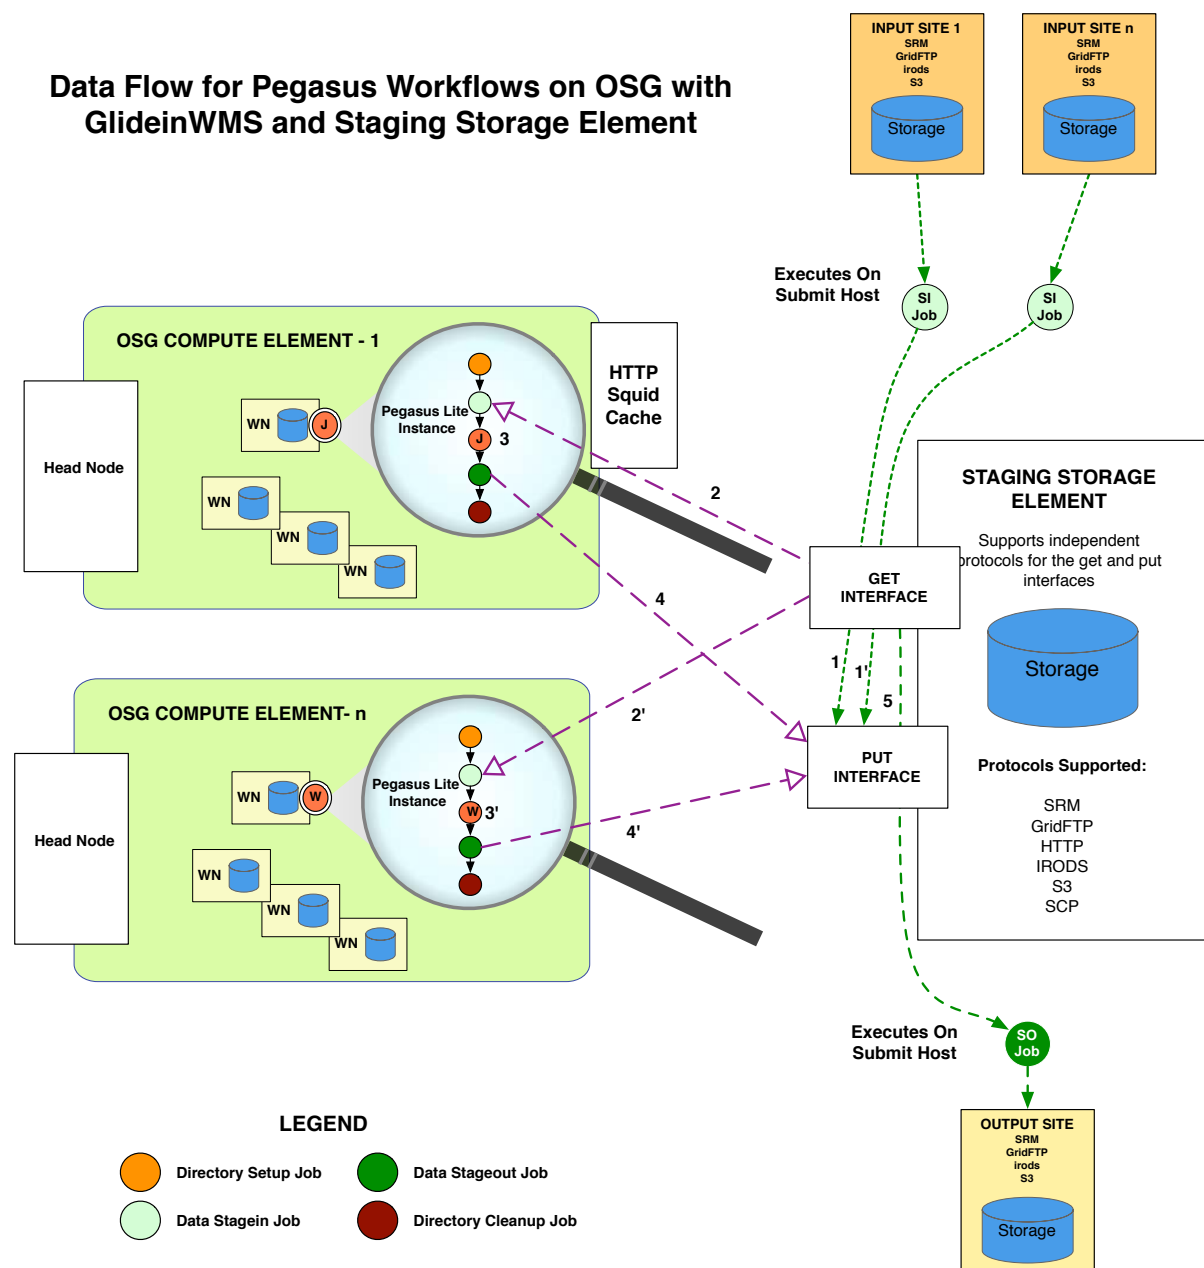 Data Flow for Pegasus Workflows on OSG with
GlideinWMS and Staging Storage Element
INPUT SITE 1
SRM
GridFTP
irods
S3
Storage
INPUT SITE n
SRM
GridFTP
irods
S3
Storage
Executes On
Submit Host
SI
Job
SI
Job
OSG COMPUTE ELEMENT - 1
Head Node
WN
J
WN
WN
WN
Pegasus Lite
Instance
J
3
HTTP
Squid
Cache
2
4
STAGING STORAGE
ELEMENT
Supports independent
protocols for the get and put
interfaces
Storage
Protocols Supported:
SRM
GridFTP
HTTP
IRODS
S3
SCP
GET
INTERFACE
1
1'
5
PUT
INTERFACE
OSG COMPUTE ELEMENT- n
Head Node
WN
W
WN
WN
WN
Pegasus Lite
Instance
W
3'
2'
4'
Executes On
Submit Host
SO
Job
OUTPUT SITE
SRM
GridFTP
irods
S3
Storage
LEGEND
Directory Setup Job
Data Stageout Job
Data Stagein Job
Directory Cleanup Job